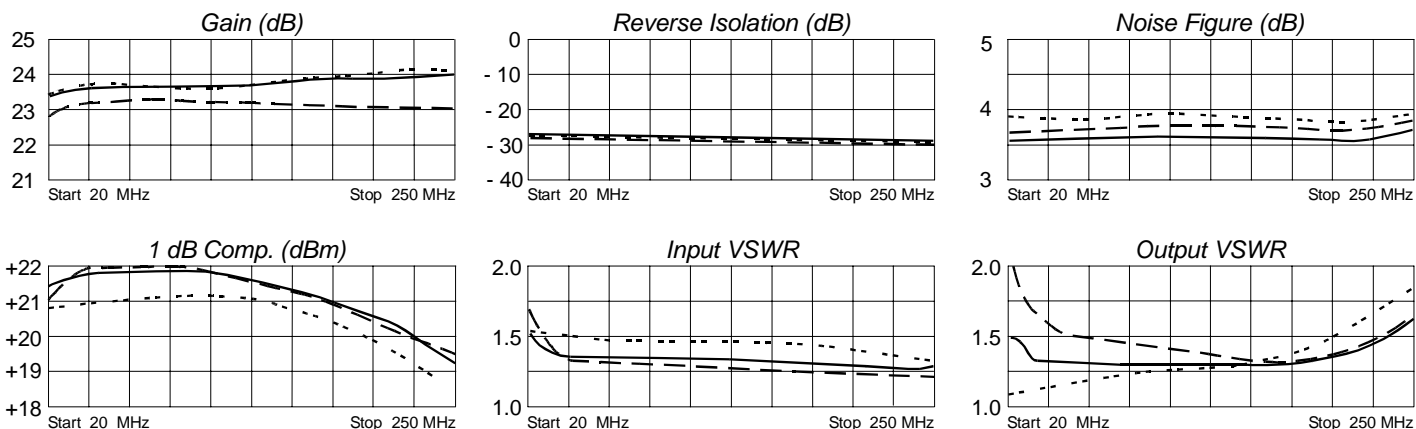 Gain (dB)
25
24
23
22
21
Start 20 MHz
Stop 250 MHz
Reverse Isolation (dB)
0
- 10
- 20
- 30
- 40
Start 20 MHz
Stop 250 MHz
Noise Figure (dB)
5
4
3
Start 20 MHz
Stop 250 MHz
1 dB Comp. (dBm)
+22
+21
+20
+19
+18
Start 20 MHz
Stop 250 MHz
Input VSWR
2.0
1.5
1.0
Start 20 MHz
Stop 250 MHz
Output VSWR
2.0
1.5
1.0
Start 20 MHz
Stop 250 MHz